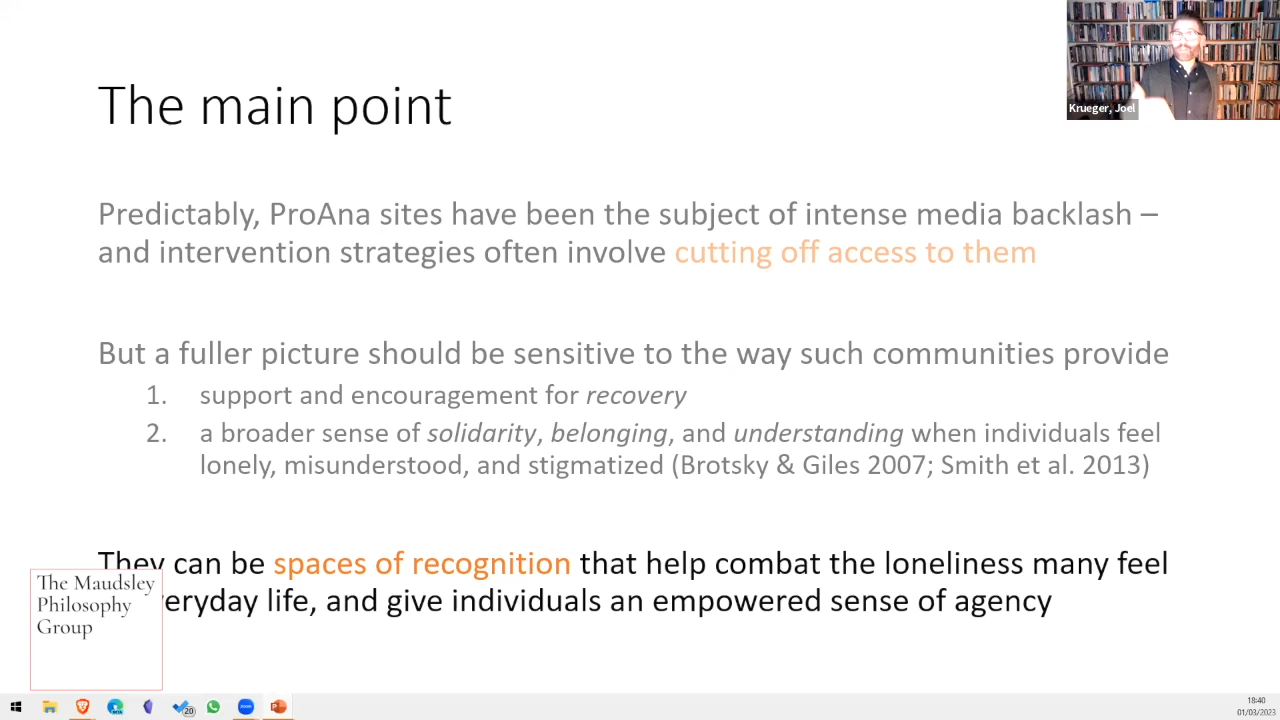 The main point
Krueger, Joel
Predictably, ProAna sites have been the subject of intense media backlash –
and intervention strategies often involve cutting off access to them
But a fuller picture should be sensitive to the way such communities provide
1. support and encouragement for recovery
2. a broader sense of solidarity, belonging, and understanding when individuals feel
lonely, misunderstood, and stigmatized (Brotsky & Giles 2007; Smith et al. 2013)
They can be spaces of recognition that help combat the loneliness many feel
veryday life, and give individuals an empowered sense of agency
The Maudsley
Philosophy
Group
20
18:40
01/03/2023